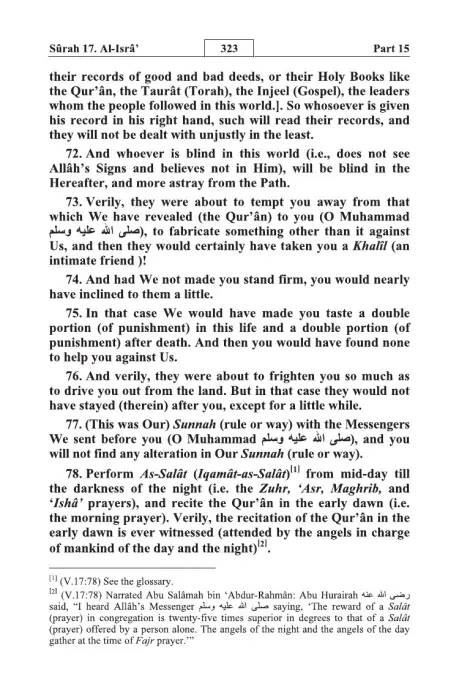 Sûrah 17. Al-Isrâ’ 323 Part 15
their records of good and bad deeds, or their Holy Books like
the Qur’ân, the Taurât (Torah), the Injeel (Gospel), the leaders
whom the people followed in this world.]. So whosoever is given
his record in his right hand, such will read their records, and
they will not be dealt with unjustly in the least.
72. And whoever is blind in this world (i.e., does not see
Allâh’s Signs and believes not in Him), will be blind in the
Hereafter, and more astray from the Path.
73. Verily, they were about to tempt you away from that
which We have revealed (the Qur’ân) to you (O Muhammad
صلى الله عليه وسلم), to fabricate something other than it against
Us, and then they would certainly have taken you a Khalîl (an
intimate friend )!
74. And had We not made you stand firm, you would nearly
have inclined to them a little.
75. In that case We would have made you taste a double
portion (of punishment) in this life and a double portion (of
punishment) after death. And then you would have found none
to help you against Us.
76. And verily, they were about to frighten you so much as
to drive you out from the land. But in that case they would not
have stayed (therein) after you, except for a little while.
77. (This was Our) Sunnah (rule or way) with the Messengers
We sent before you (O Muhammad صلى الله عليه وسلم), and you
will not find any alteration in Our Sunnah (rule or way).
78. Perform As-Salât (Iqamât-as-Salât)[1] from mid-day till
the darkness of the night (i.e. the Zuhr, ‘Asr, Maghrib, and
‘Ishâ’ prayers), and recite the Qur’ân in the early dawn (i.e.
the morning prayer). Verily, the recitation of the Qur’ân in the
early dawn is ever witnessed (attended by the angels in charge
of mankind of the day and the night)[2].
[1] (V.17:78) See the glossary.
[2] (V.17:78) Narrated Abu Salâmah bin ‘Abdur-Rahmân: Abu Hurairah رضى الله عنه
said, “I heard Allâh’s Messenger صلى الله عليه وسلم saying, ‘The reward of a Salât
(prayer) in congregation is twenty-five times superior in degrees to that of a Salât
(prayer) offered by a person alone. The angels of the night and the angels of the day
gather at the time of Fajr prayer.’”